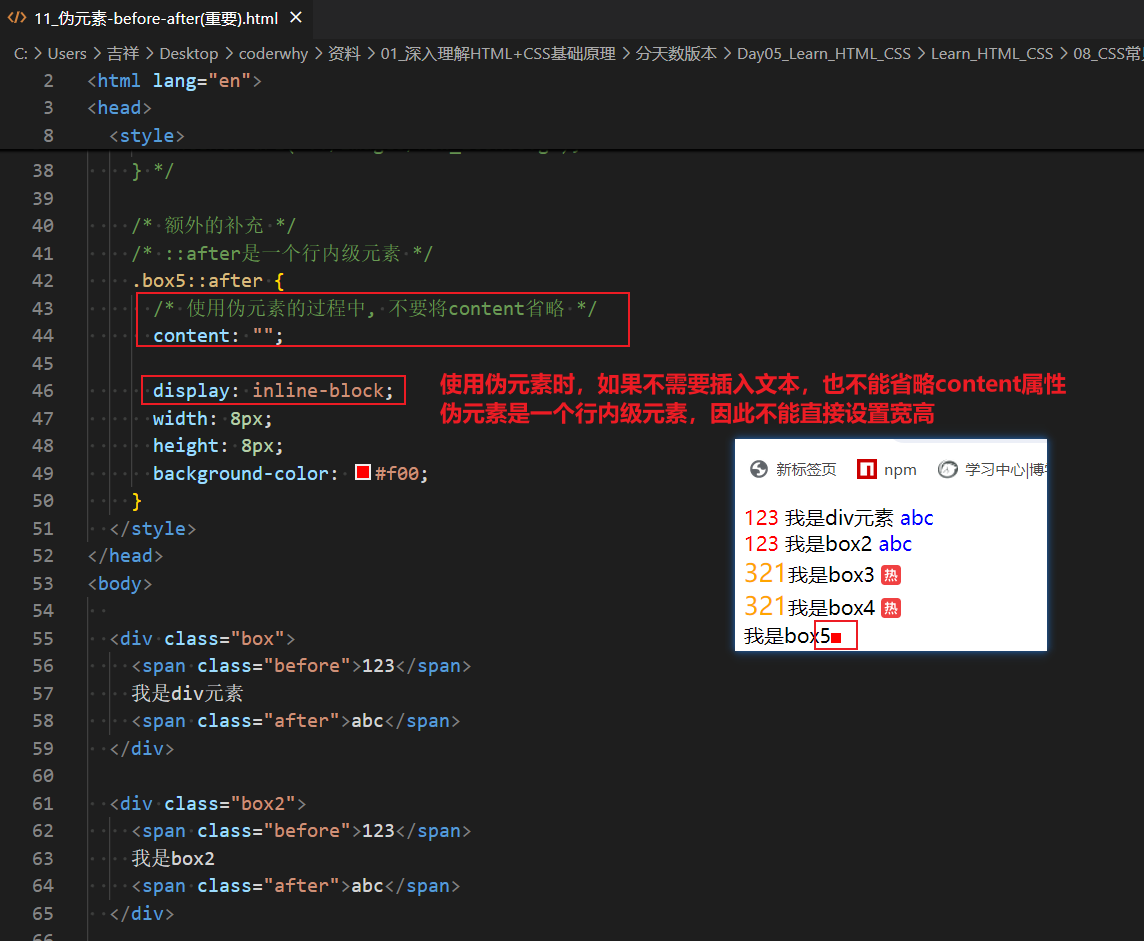 11_伪元素-before-after(重要).html
C: > Users > 吉祥 > Desktop > coderwhy > 资料 > 01_深入理解HTML+CSS基础原理 > 分天数版本 > Day05_Learn_HTML_CSS > Learn_HTML_CSS > 08_CSS常
2 <html lang="en">
3 <head>
8 <style>
38 } */
39
40 /* 额外的补充 */
41 /* ::after是一个行内级元素 */
42 .box5::after {
43 /* 使用伪元素的过程中, 不要将content省略 */
44 content: "";
45
46 display: inline-block;
47 width: 8px;
48 height: 8px;
49 background-color: #f00;
50 }
51 </style>
52 </head>
53 <body>
54
55 <div class="box">
56 <span class="before">123</span>
57 我是div元素
58 <span class="after">abc</span>
59 </div>
60
61 <div class="box2">
62 <span class="before">123</span>
63 我是box2
64 <span class="after">abc</span>
65 </div>
66
使用伪元素时，如果不需要插入文本，也不能省略content属性
伪元素是一个行内级元素，因此不能直接设置宽高
新标签页 npm 学习中心|博
123 我是div元素 abc
123 我是box2 abc
321我是box3 热
321我是box4 热
我是box5